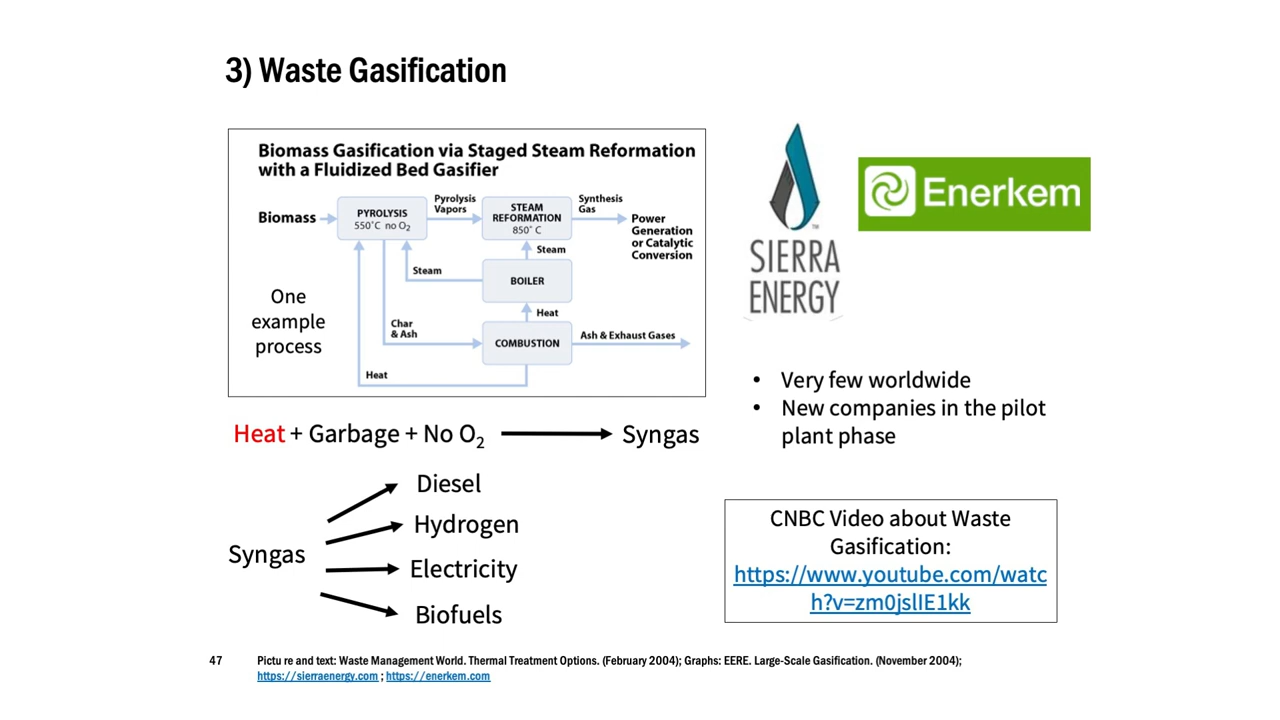 3) Waste Gasification
Biomass Gasification via Staged Steam Reformation
with a Fluidized Bed Gasifier
Biomass
PYROLYSIS
550°C no O2
Pyrolysis
Vapors
STEAM
REFORMATION
850° C
Synthesis
Gas
Power
Generation
or Catalytic
Conversion
Steam
Steam
BOILER
Heat
Char
& Ash
COMBUSTION
Ash & Exhaust Gases
Heat
One
example
process
SIERRA
ENERGY
TM
Enerkem
Very few worldwide
New companies in the pilot
plant phase
Heat + Garbage + No O2
Syngas
Syngas
Diesel
Hydrogen
Electricity
Biofuels
CNBC Video about Waste
Gasification:
https://www.youtube.com/watc
h?v=zm0jslIE1kk
47
Pictu re and text: Waste Management World. Thermal Treatment Options. (February 2004); Graphs: EERE. Large-Scale Gasification. (November 2004);
https://sierraenergy.com ; https://enerkem.com